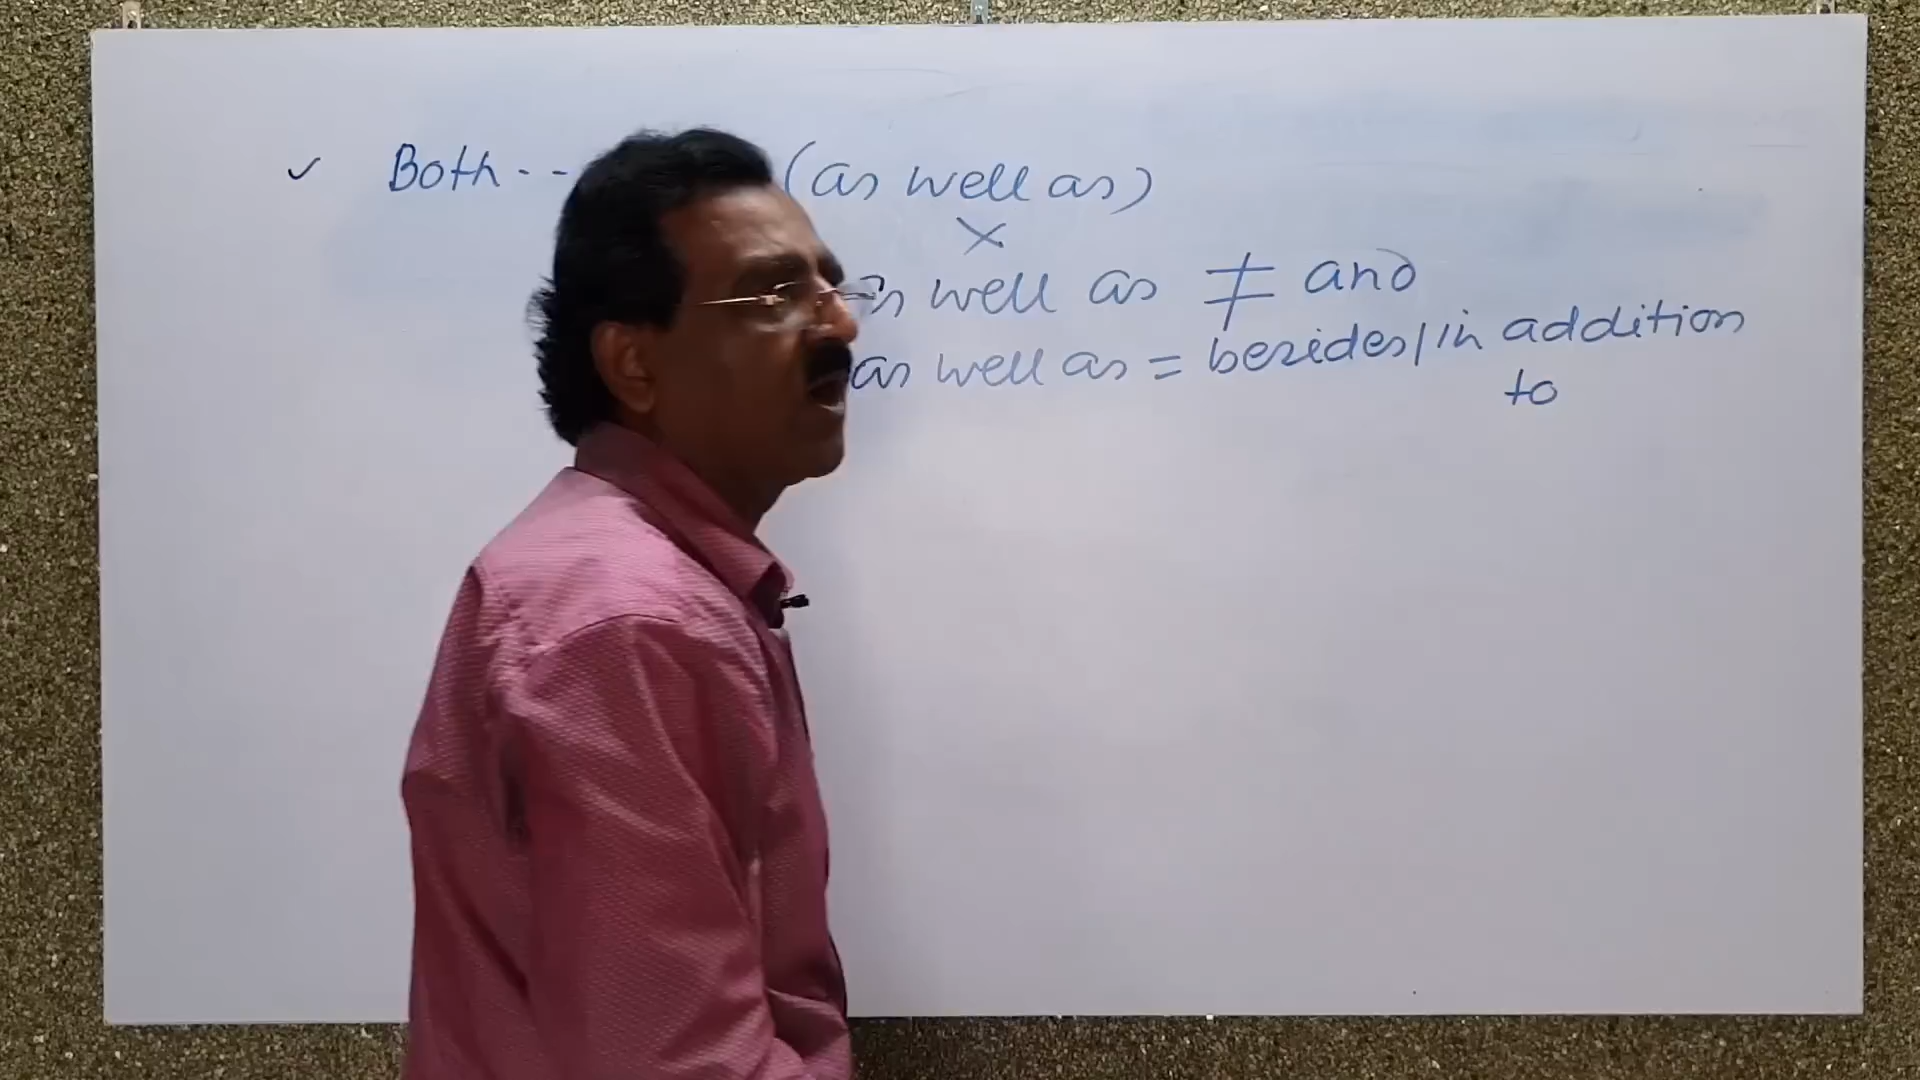 ✓ Both - - - (as well as)
×
as well as ≠ and
as well as = besides/in addition
to